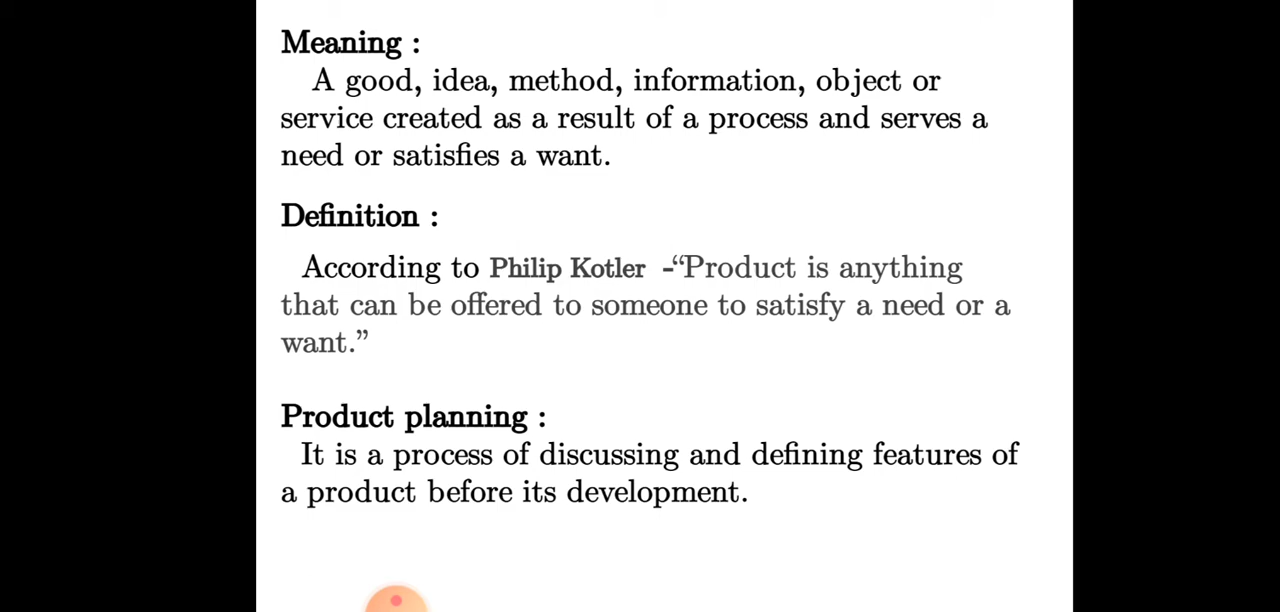 Meaning :
A good, idea, method, information, object or
service created as a result of a process and serves a
need or satisfies a want.
Definition :
According to Philip Kotler -“Product is anything
that can be offered to someone to satisfy a need or a
want.”
Product planning :
It is a process of discussing and defining features of
a product before its development.